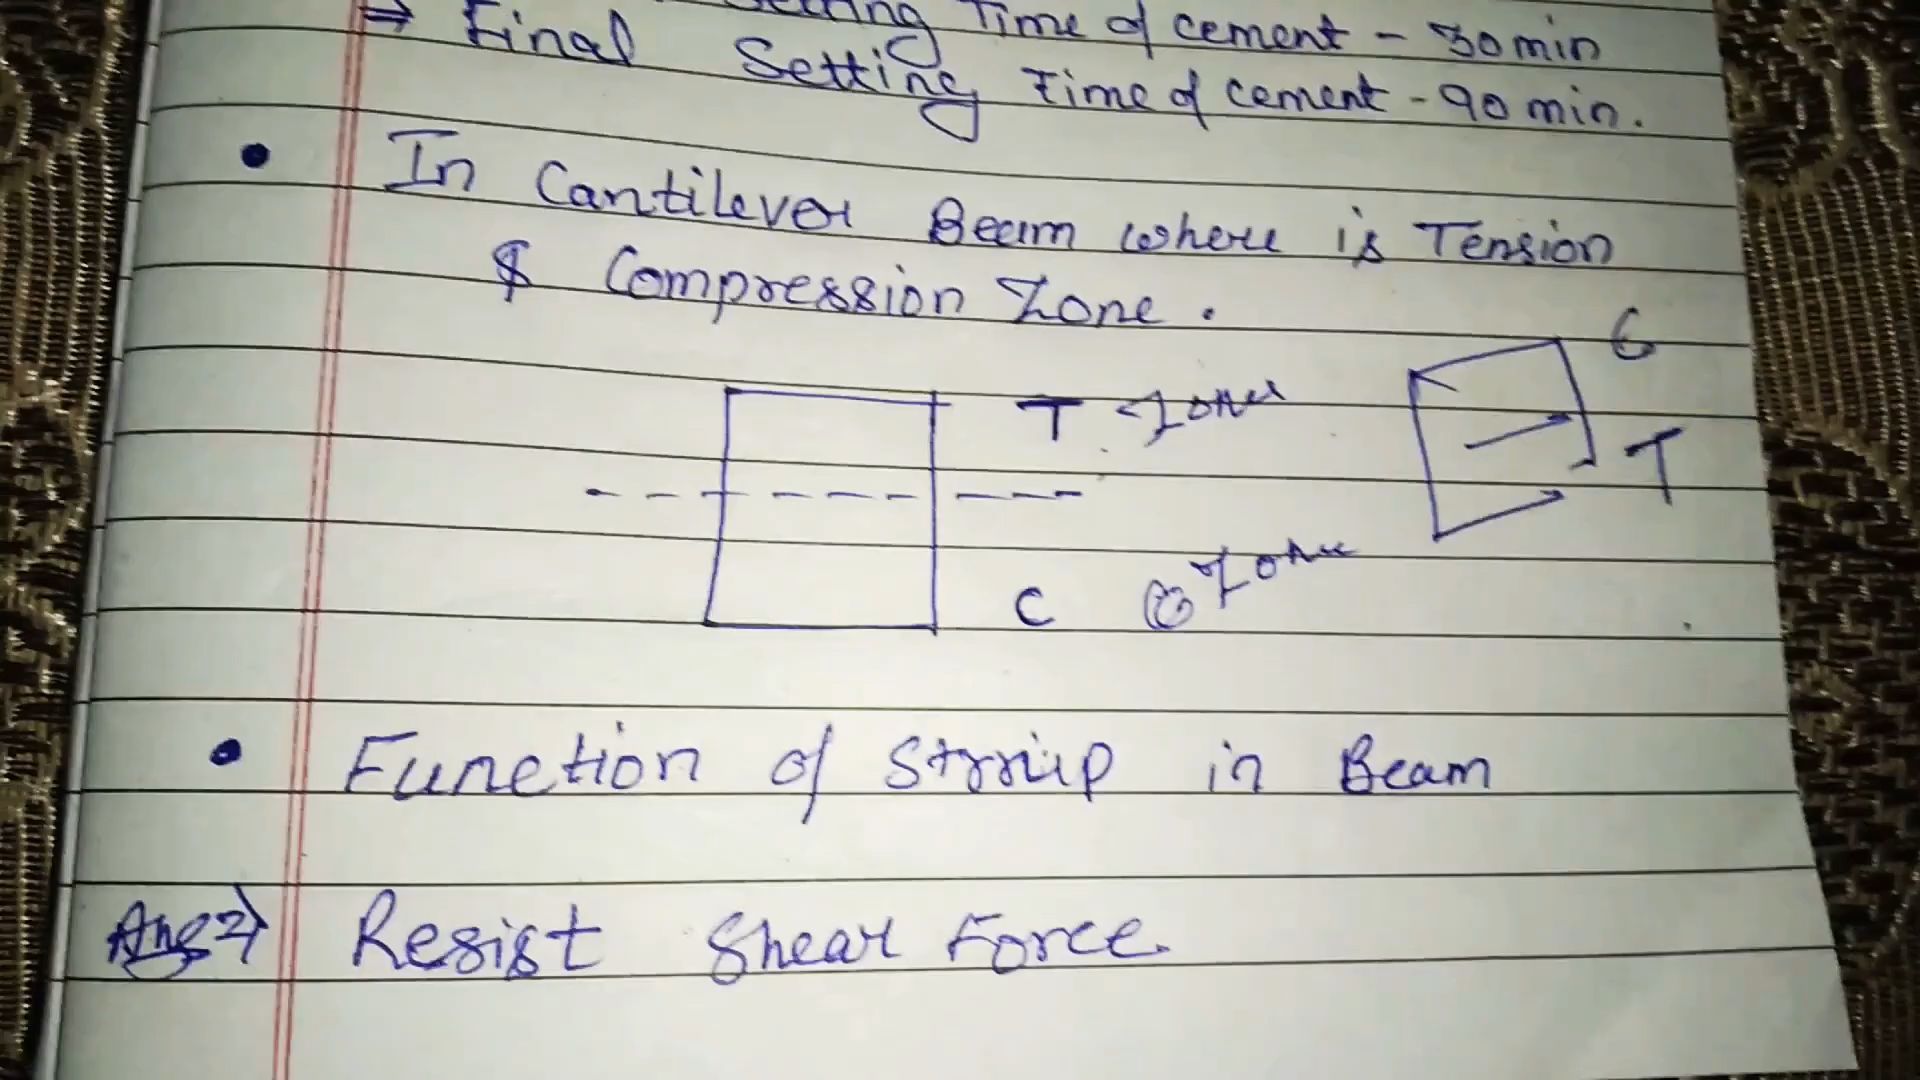 Setting Time of cement - 30 min
⇒ Final Setting Time of cement - 90 min.
• In Cantilever Beam where is Tension
$ Compression Zone.
C
T Zone
T
C Zone
• Function of Strrip in Beam
Ans⇒ Resist Shear Force